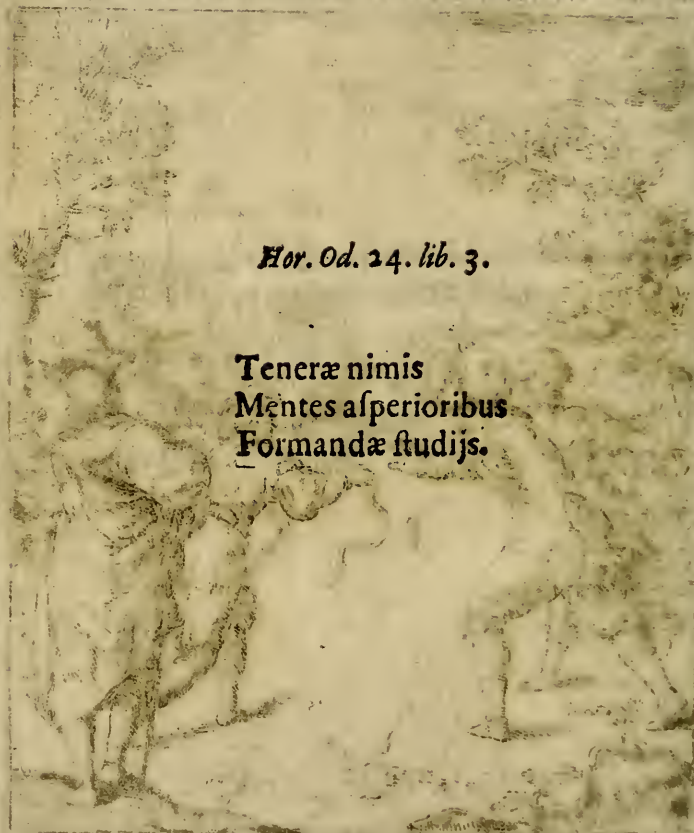 Hor. Od. 24. lib. 3.
Teneræ nimis
Mentes aſperioribus
Formandæ ſtudijs.